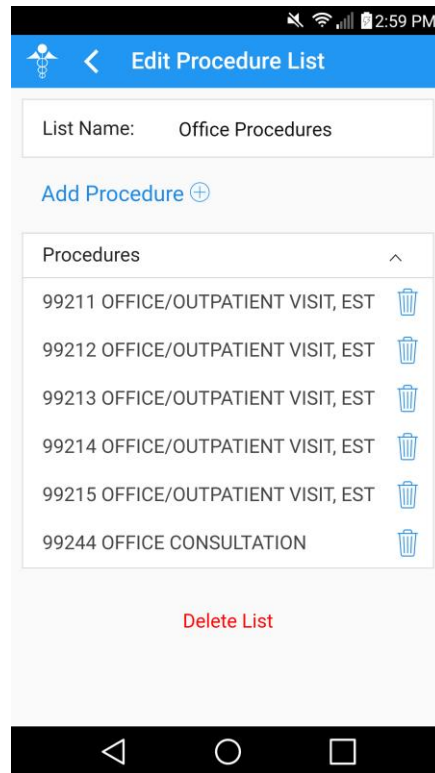 2:59 PM
Edit Procedure List
List Name: Office Procedures
Add Procedure
Procedures
99211 OFFICE/OUTPATIENT VISIT, EST
99212 OFFICE/OUTPATIENT VISIT, EST
99213 OFFICE/OUTPATIENT VISIT, EST
99214 OFFICE/OUTPATIENT VISIT, EST
99215 OFFICE/OUTPATIENT VISIT, EST
99244 OFFICE CONSULTATION
Delete List